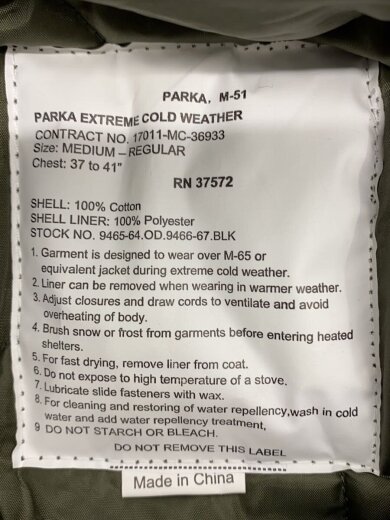 PARKA, M-51
PARKA EXTREME COLD WEATHER
CONTRACT NO. 17011-MC-36933
Size: MEDIUM – REGULAR
Chest: 37 to 41"
RN 37572
SHELL: 100% Cotton
SHELL LINER: 100% Polyester
STOCK NO. 9465-64.OD.9466-67.BLK
1. Garment is designed to wear over M-65 or
equivalent jacket during extreme cold weather.
2. Liner can be removed when wearing in warmer weather.
3. Adjust closures and draw cords to ventilate and avoid
overheating of body.
4. Brush snow or frost from garments before entering heated
shelters.
5. For fast drying, remove liner from coat.
6. Do not expose to high temperature of a stove.
7. Lubricate slide fasteners with wax.
8. For cleaning and restoring of water repellency,wash in cold
water and add water repellency treatment,
9 DO NOT STARCH OR BLEACH.
DO NOT REMOVE THIS LABEL
Made in China